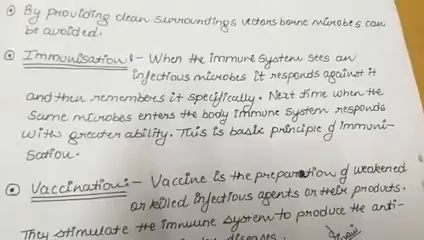 ⊙ By providing clean surroundings vectors borne microbes can
be avoided.
⊙ Immunisation :- When the immune system sees an
infectious microbes it responds against it
and then remembers it specifically. Next time when the
same microbes enters the body immune system responds
with greater ability. This is basic principle of Immuni-
sation.
⊙ Vaccination :- Vaccine is the preparation of weakened
or killed infectious agents or their products.
They stimulate the immune system to produce the anti-
diseases.